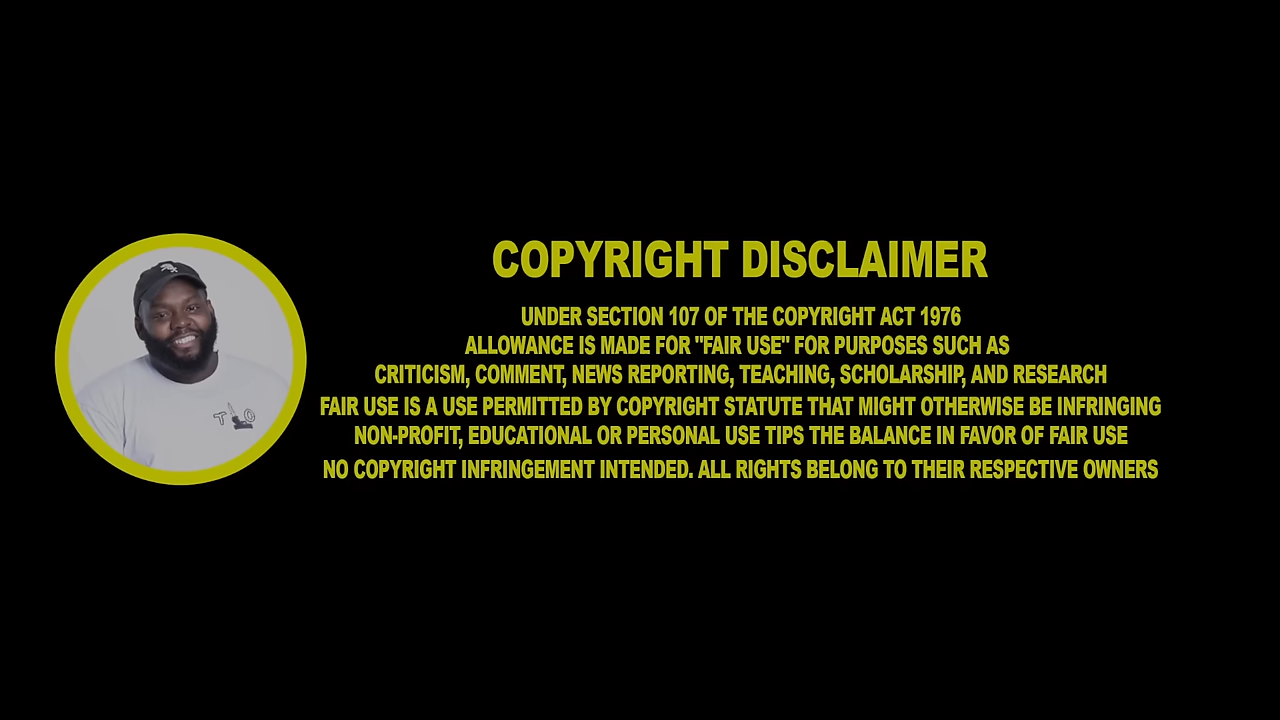 COPYRIGHT DISCLAIMER
UNDER SECTION 107 OF THE COPYRIGHT ACT 1976
ALLOWANCE IS MADE FOR "FAIR USE" FOR PURPOSES SUCH AS
CRITICISM, COMMENT, NEWS REPORTING, TEACHING, SCHOLARSHIP, AND RESEARCH
FAIR USE IS A USE PERMITTED BY COPYRIGHT STATUTE THAT MIGHT OTHERWISE BE INFRINGING
NON-PROFIT, EDUCATIONAL OR PERSONAL USE TIPS THE BALANCE IN FAVOR OF FAIR USE
NO COPYRIGHT INFRINGEMENT INTENDED. ALL RIGHTS BELONG TO THEIR RESPECTIVE OWNERS